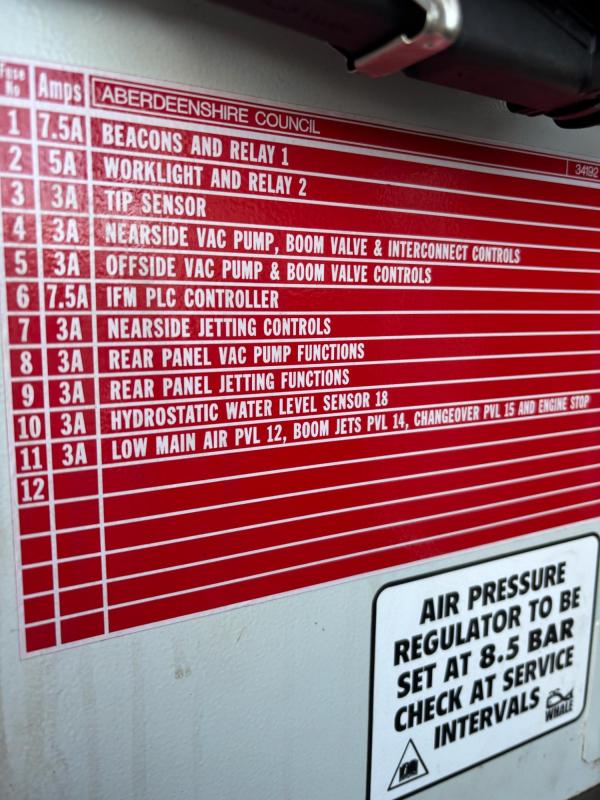 Fuse No Amps ABERDEENSHIRE COUNCIL 34192
1 7.5A BEACONS AND RELAY 1
2 5A WORKLIGHT AND RELAY 2
3 3A TIP SENSOR
4 3A NEARSIDE VAC PUMP, BOOM VALVE & INTERCONNECT CONTROLS
5 3A OFFSIDE VAC PUMP & BOOM VALVE CONTROLS
6 7.5A IFM PLC CONTROLLER
7 3A NEARSIDE JETTING CONTROLS
8 3A REAR PANEL VAC PUMP FUNCTIONS
9 3A REAR PANEL JETTING FUNCTIONS
10 3A HYDROSTATIC WATER LEVEL SENSOR 18
11 3A LOW MAIN AIR PVL 12, BOOM JETS PVL 14, CHANGEOVER PVL 15 AND ENGINE STOP
12
AIR PRESSURE
REGULATOR TO BE
SET AT 8.5 BAR
CHECK AT SERVICE
INTERVALS
WHALE